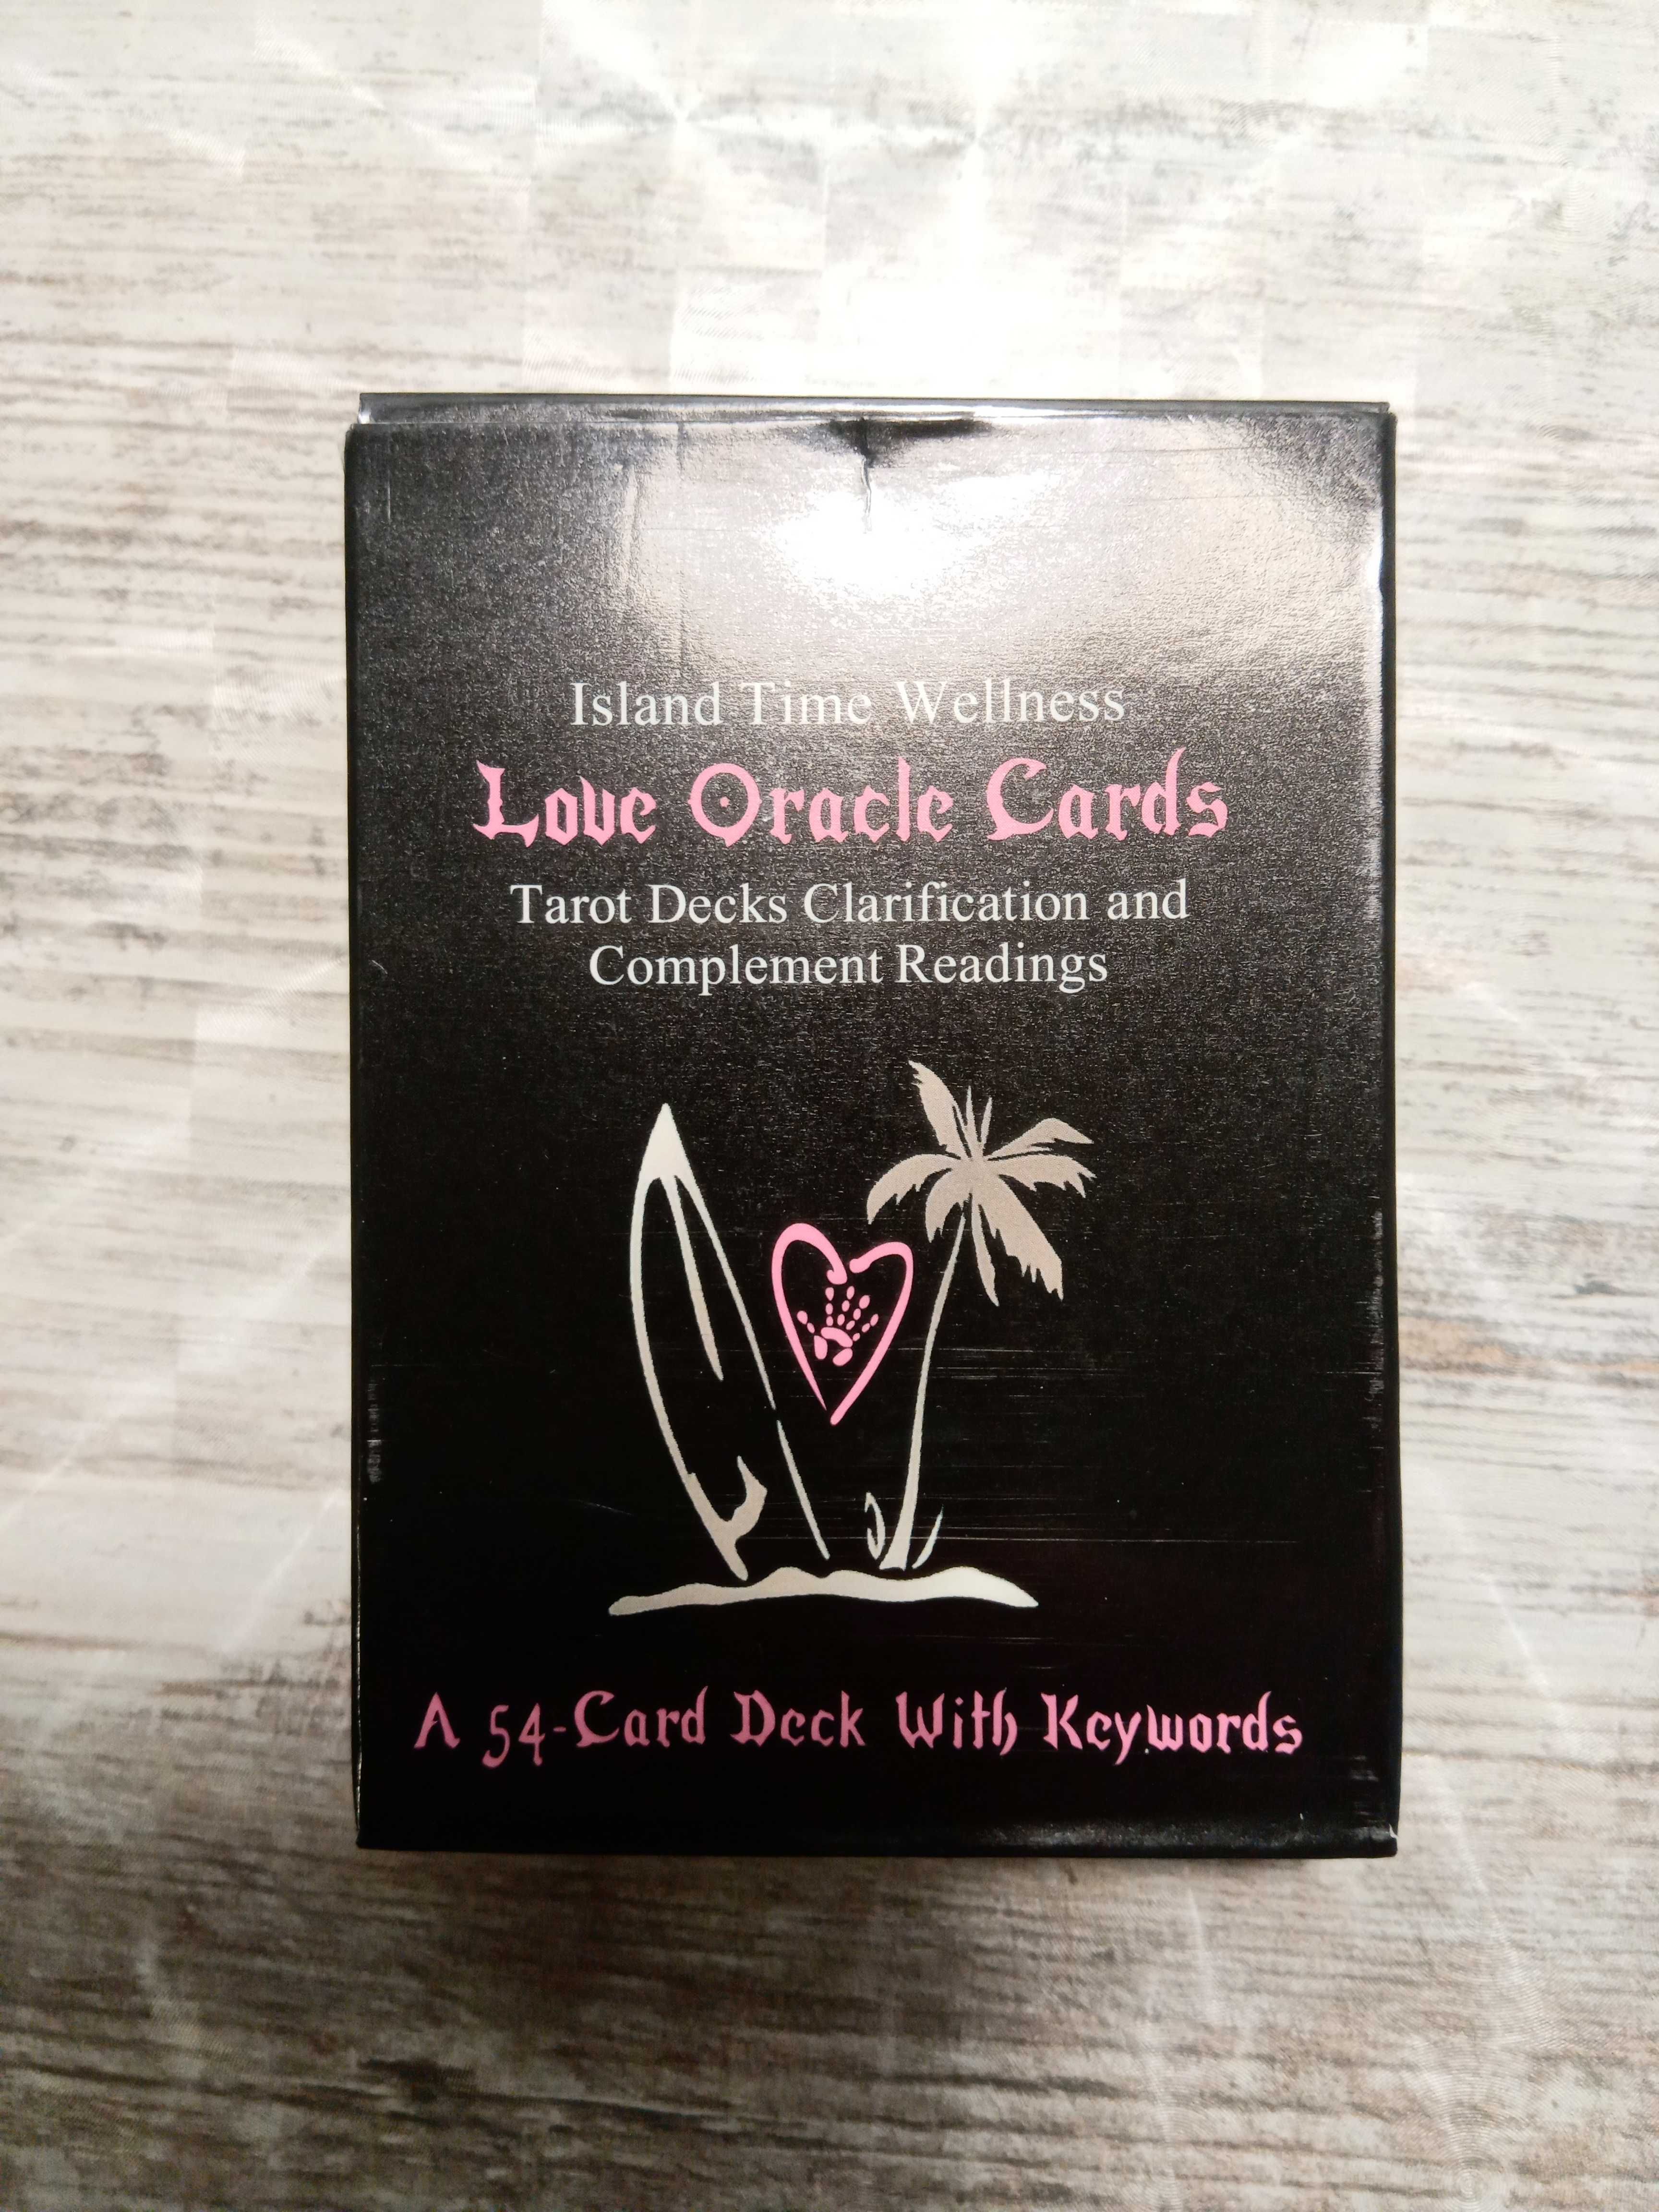 Island Time Wellness
Love Oracle Cards
Tarot Decks Clarification and
Complement Readings
A 54-Card Deck With Keywords